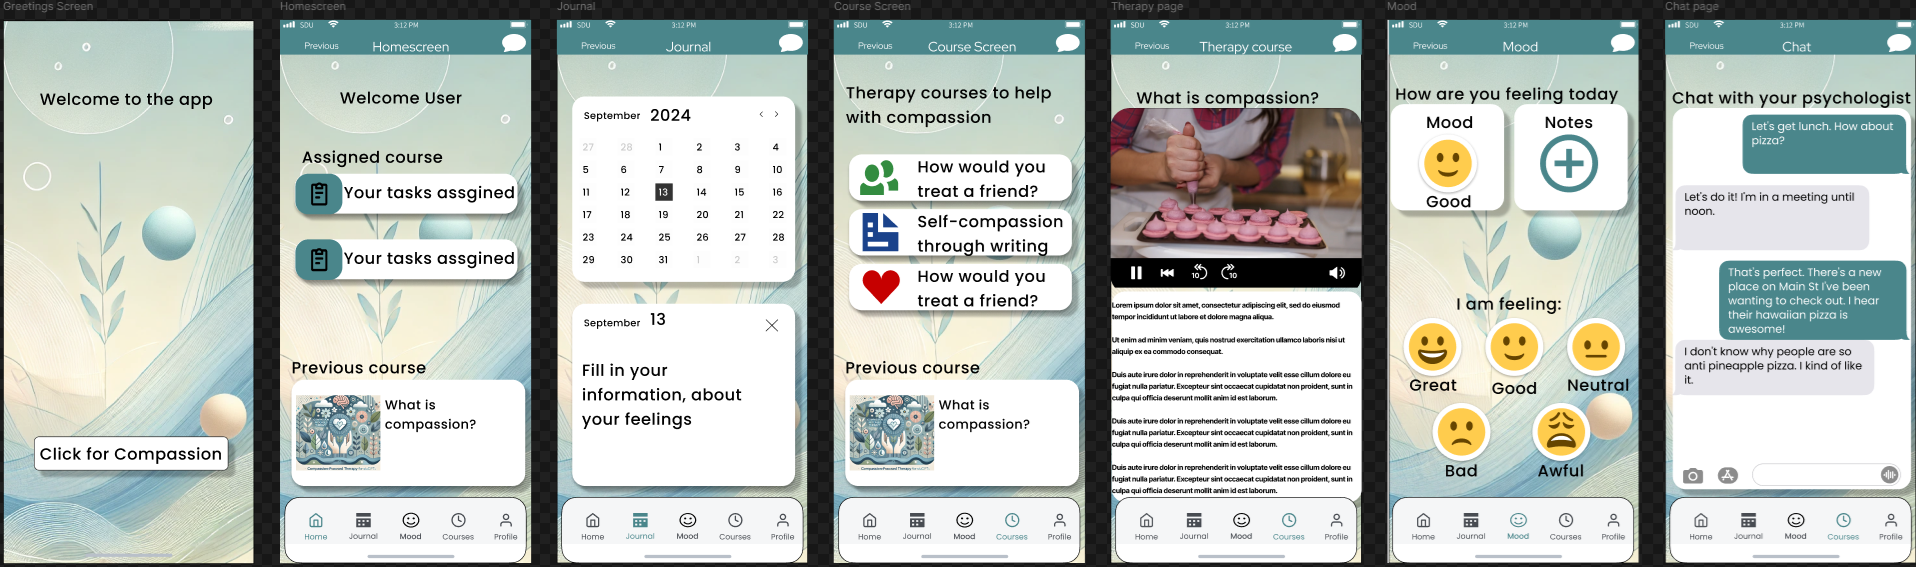 Greetings Screen
Welcome to the app
Click for Compassion
Homescreen
SDU 3:12 PM
Previous Homescreen
Welcome User
Assigned course
Your tasks assgined
Your tasks assgined
Previous course
What is
compassion?
Compassion Focused Therapy
Home Journal Mood Courses Profile
Journal
SDU 3:12 PM
Previous Journal
September 2024
27 28 1 2 3 4
5 6 7 8 9 10
11 12 13 14 15 16
17 18 19 20 21 22
23 24 25 26 27 28
29 30 31 1 2 3
September 13
Fill in your
information, about
your feelings
Home Journal Mood Courses Profile
Course Screen
SDU 3:12 PM
Previous Course Screen
Therapy courses to help
with compassion
How would you
treat a friend?
Self-compassion
through writing
How would you
treat a friend?
Previous course
What is
compassion?
Compassion Focused Therapy
Home Journal Mood Courses Profile
Therapy page
SDU 3:12 PM
Previous Therapy course
What is compassion?
10 10
Lorem ipsum dolor sit amet, consectetur adipiscing elit, sed do eiusmod
tempor incididunt ut labore et dolore magna aliqua.
Ut enim ad minim veniam, quis nostrud exercitation ullamco laboris nisi ut
aliquip ex ea commodo consequat.
Duis aute irure dolor in reprehenderit in voluptate velit esse cillum dolore eu
fugiat nulla pariatur. Excepteur sint occaecat cupidatat non proident, sunt in
culpa qui officia deserunt mollit anim id est laborum.
Duis aute irure dolor in reprehenderit in voluptate velit esse cillum dolore eu
fugiat nulla pariatur. Excepteur sint occaecat cupidatat non proident, sunt in
culpa qui officia deserunt mollit anim id est laborum.
Duis aute irure dolor in reprehenderit in voluptate velit esse cillum dolore eu
fugiat nulla pariatur. Excepteur sint occaecat cupidatat non proident, sunt in
culpa qui officia deserunt mollit anim id est laborum.
Home Journal Mood Courses Profile
Mood
SDU 3:12 PM
Previous Mood
How are you feeling today
Mood Notes
Good
I am feeling:
Great Good Neutral
Bad Awful
Home Journal Mood Courses Profile
Chat page
SDU 3:12 PM
Previous Chat
Chat with your psychologist
Let's get lunch. How about
pizza?
Let's do it! I'm in a meeting until
noon.
That's perfect. There's a new
place on Main St I've been
wanting to check out. I hear
their hawaiian pizza is
awesome!
I don't know why people are so
anti pineapple pizza. I kind of like
it.
Home Journal Mood Courses Profile